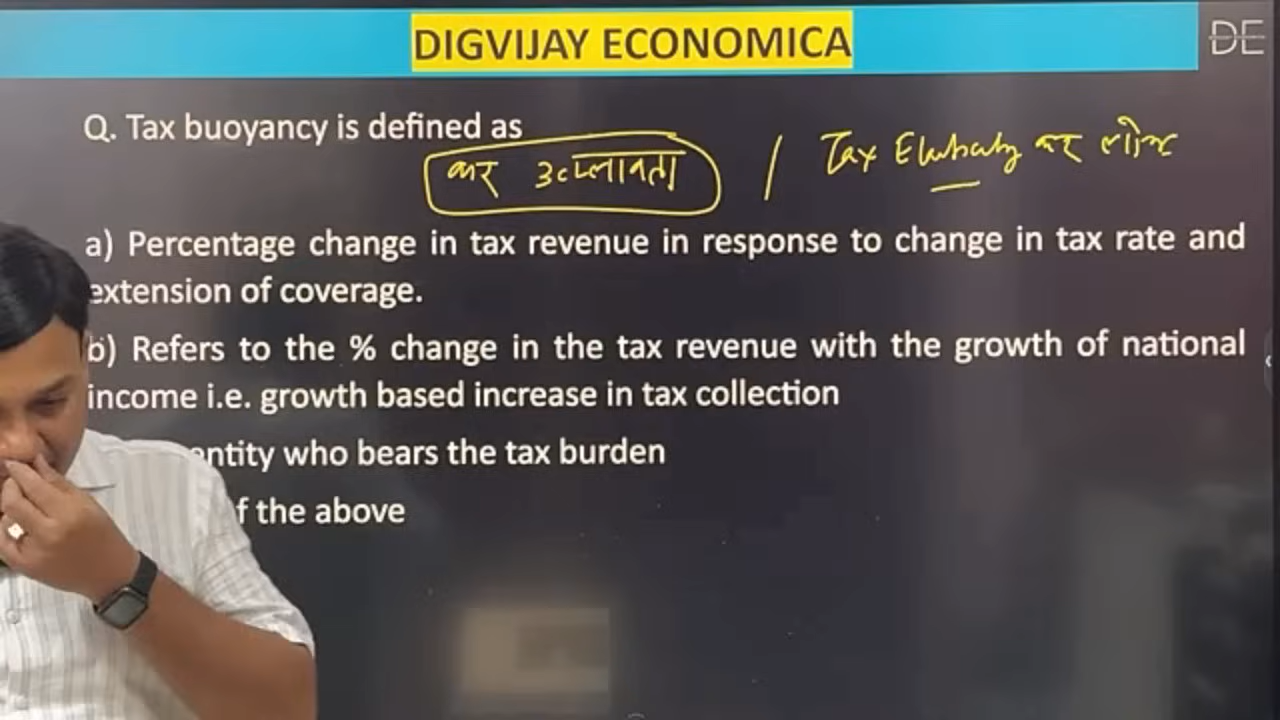 DIGVIJAY ECONOMICA
DE
Q. Tax buoyancy is defined as
कर उत्प्लावता / Tax कर
a) Percentage change in tax revenue in response to change in tax rate and
extension of coverage.
b) Refers to the % change in the tax revenue with the growth of national
income i.e. growth based increase in tax collection
entity who bears the tax burden
f the above